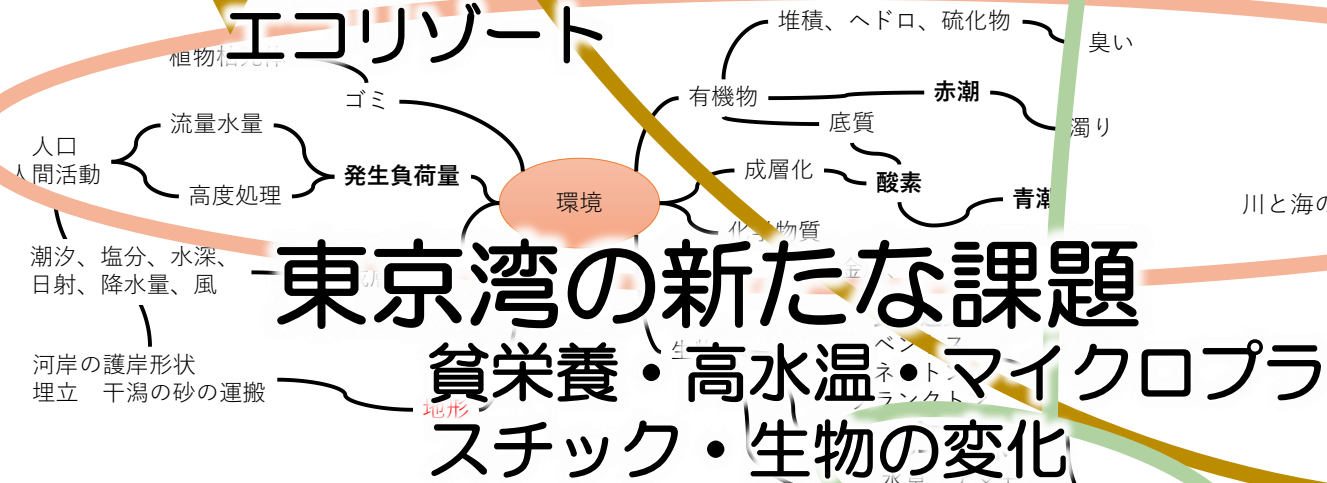 エコリゾート
堆積、ヘドロ、硫化物
臭い
植物
ゴミ
有機物
赤潮
流量水量
底質
濁り
人口
人間活動
成層化
発生負荷量
酸素
高度処理
環境
青潮
川と海の
化学物質
潮汐、塩分、水深、
日射、降水量、風
東京湾の新たな課題
河岸の護岸形状
埋立 干潟の砂の運搬
貧栄養・高水温・マイクロプラ
地形
スチック・生物の変化